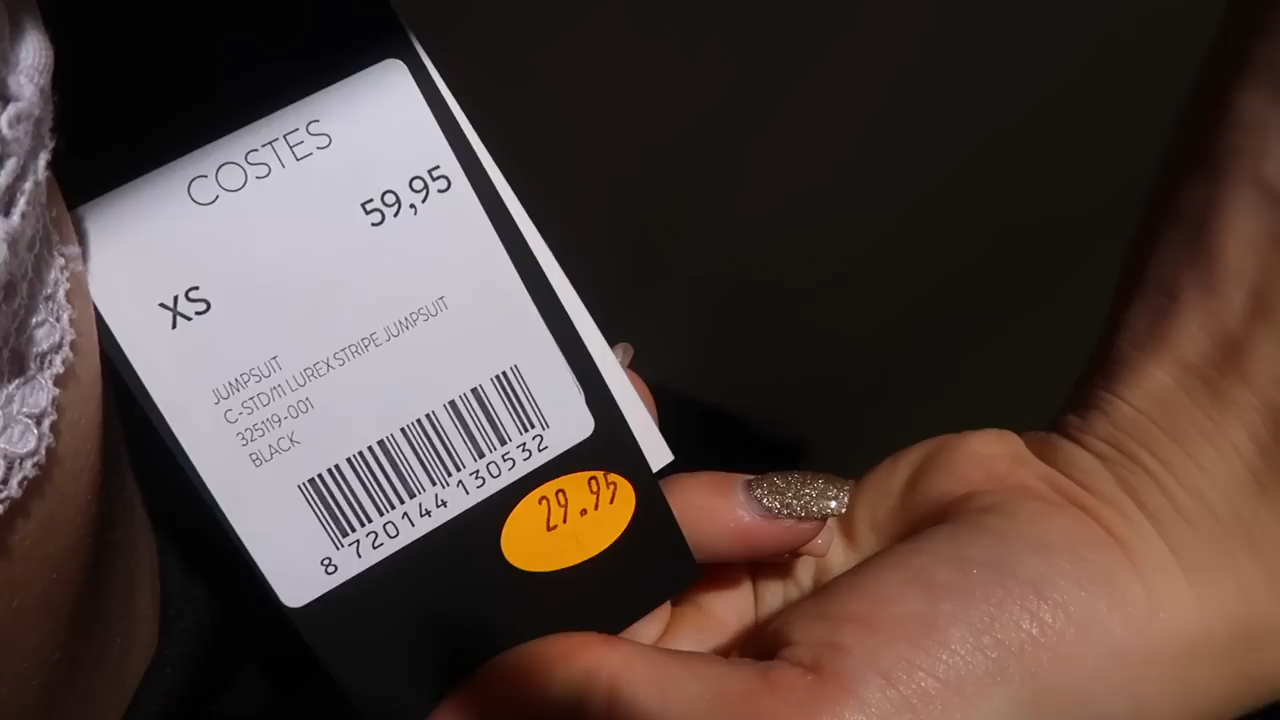 COSTES
59,95
XS
JUMPSUIT
C-STD/11 LUREX STRIPE JUMPSUIT
325119-001
BLACK
8 720144 130532
29.95